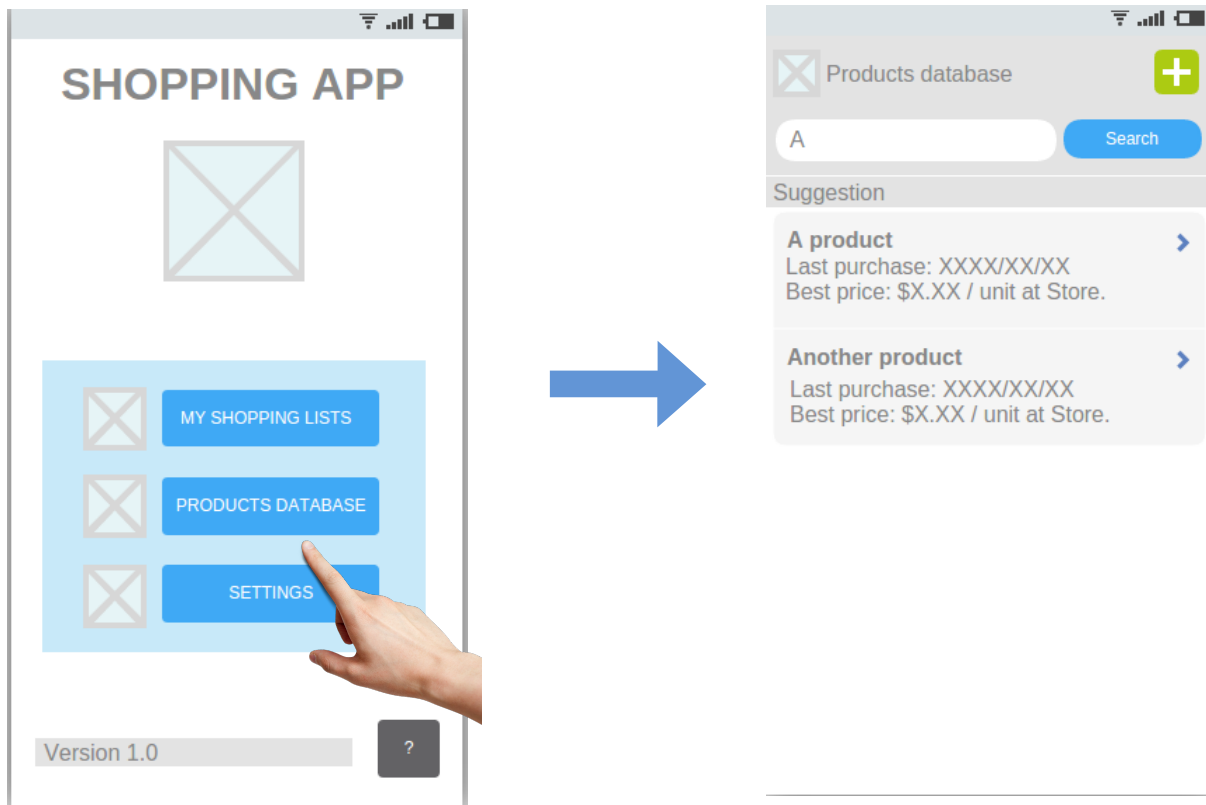 SHOPPING APP
MY SHOPPING LISTS
PRODUCTS DATABASE
SETTINGS
Version 1.0
?
Products database
A
Search
Suggestion
A product
Last purchase: XXXX/XX/XX
Best price: $X.XX / unit at Store.
Another product
Last purchase: XXXX/XX/XX
Best price: $X.XX / unit at Store.